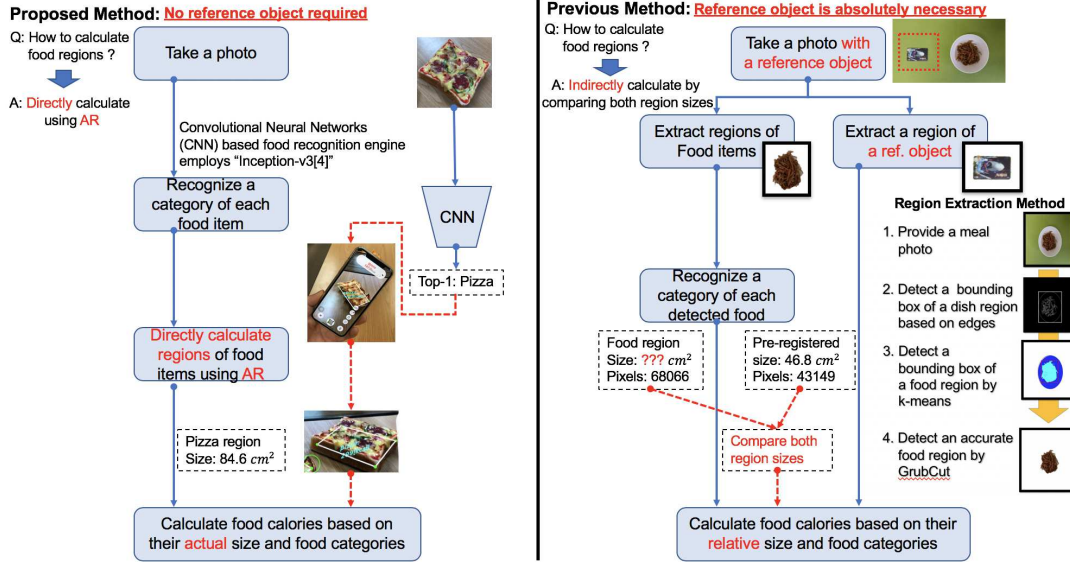 Proposed Method: No reference object required
Q: How to calculate
food regions ?
A: Directly calculate
using AR
Take a photo
Convolutional Neural Networks
(CNN) based food recognition engine
employs “Inception-v3[4]”
Recognize a
category of each
food item
CNN
Top-1: Pizza
Directly calculate
regions of food
items using AR
Pizza region
Size: 84.6 cm²
Calculate food calories based on
their actual size and food categories
Previous Method: Reference object is absolutely necessary
Q: How to calculate
food regions ?
A: Indirectly calculate by
comparing both region sizes
Take a photo with
a reference object
Extract regions of
Food items
Extract a region of
a ref. object
Recognize a
category of each
detected food
Food region
Size: ??? cm²
Pixels: 68066
Pre-registered
size: 46.8 cm²
Pixels: 43149
Compare both
region sizes
Calculate food calories based on their
relative size and food categories
Region Extraction Method
1. Provide a meal
photo
2. Detect a bounding
box of a dish region
based on edges
3. Detect a
bounding box of
a food region by
k-means
4. Detect an accurate
food region by
GrubCut